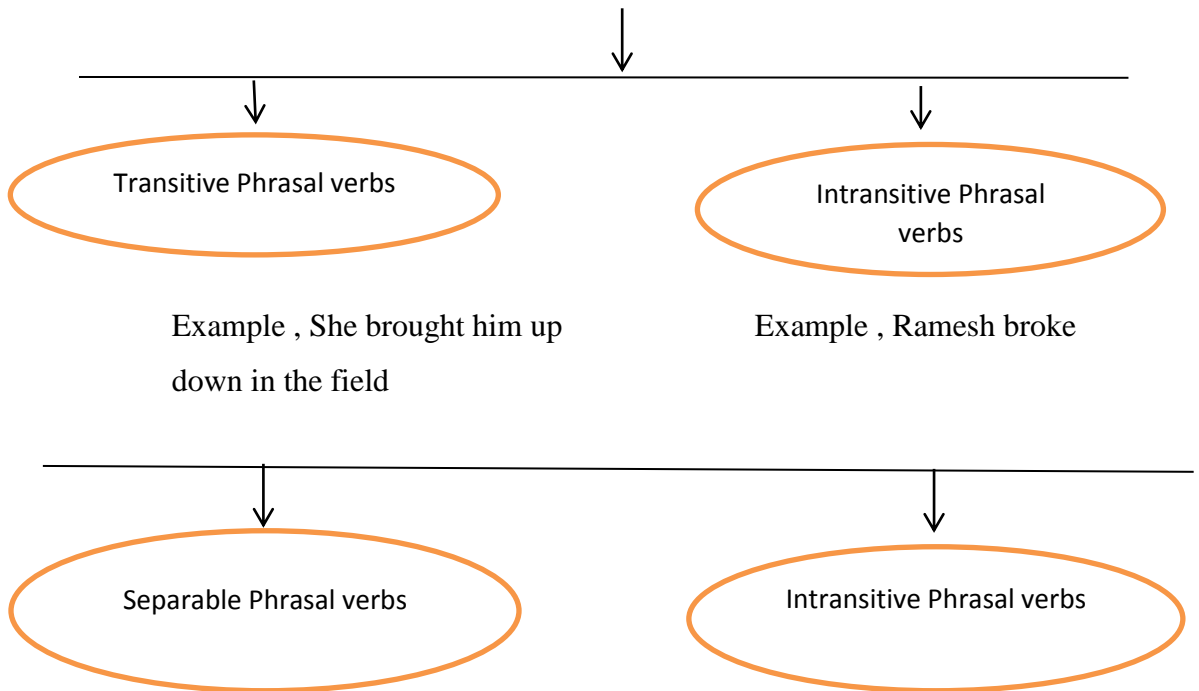 Transitive Phrasal verbs
Intransitive Phrasal
verbs
Example , She brought him up
Example , Ramesh broke
down in the field
Separable Phrasal verbs
Intransitive Phrasal verbs